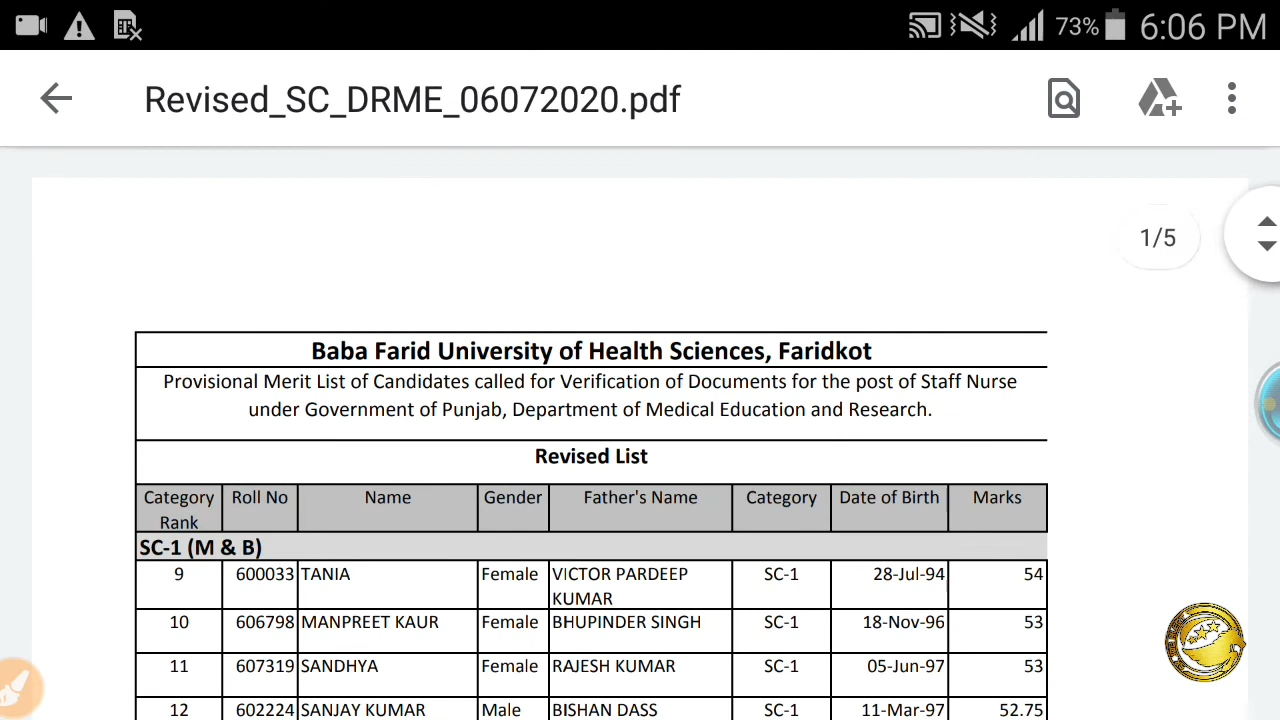 73% 6:06 PM
Revised_SC_DRME_06072020.pdf
1/5
Baba Farid University of Health Sciences, Faridkot
Provisional Merit List of Candidates called for Verification of Documents for the post of Staff Nurse
under Government of Punjab, Department of Medical Education and Research.
Revised List
Category Rank Roll No Name Gender Father's Name Category Date of Birth Marks
SC-1 (M & B)
9 600033 TANIA Female VICTOR PARDEEP KUMAR SC-1 28-Jul-94 54
10 606798 MANPREET KAUR Female BHUPINDER SINGH SC-1 18-Nov-96 53
11 607319 SANDHYA Female RAJESH KUMAR SC-1 05-Jun-97 53
12 602224 SANJAY KUMAR Male BISHAN DASS SC-1 11-Mar-97 52.75